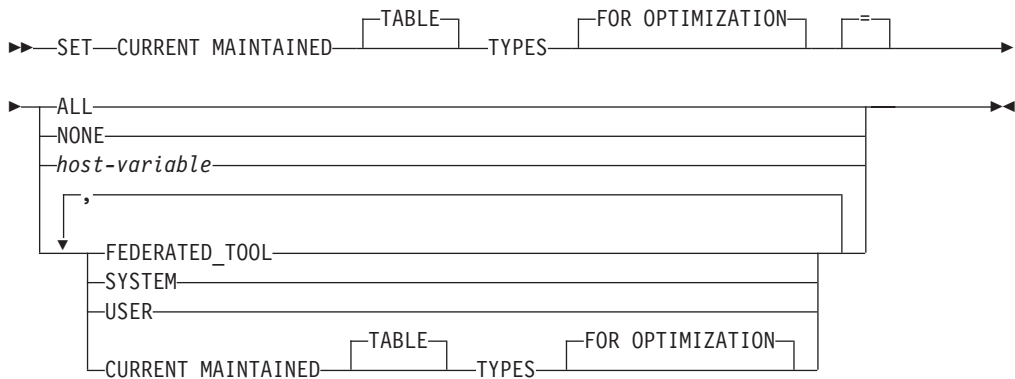 TABLE FOR OPTIMIZATION =
SET CURRENT MAINTAINED TYPES
ALL
NONE
host-variable
,
FEDERATED_TOOL
SYSTEM
USER
TABLE FOR OPTIMIZATION
CURRENT MAINTAINED TYPES